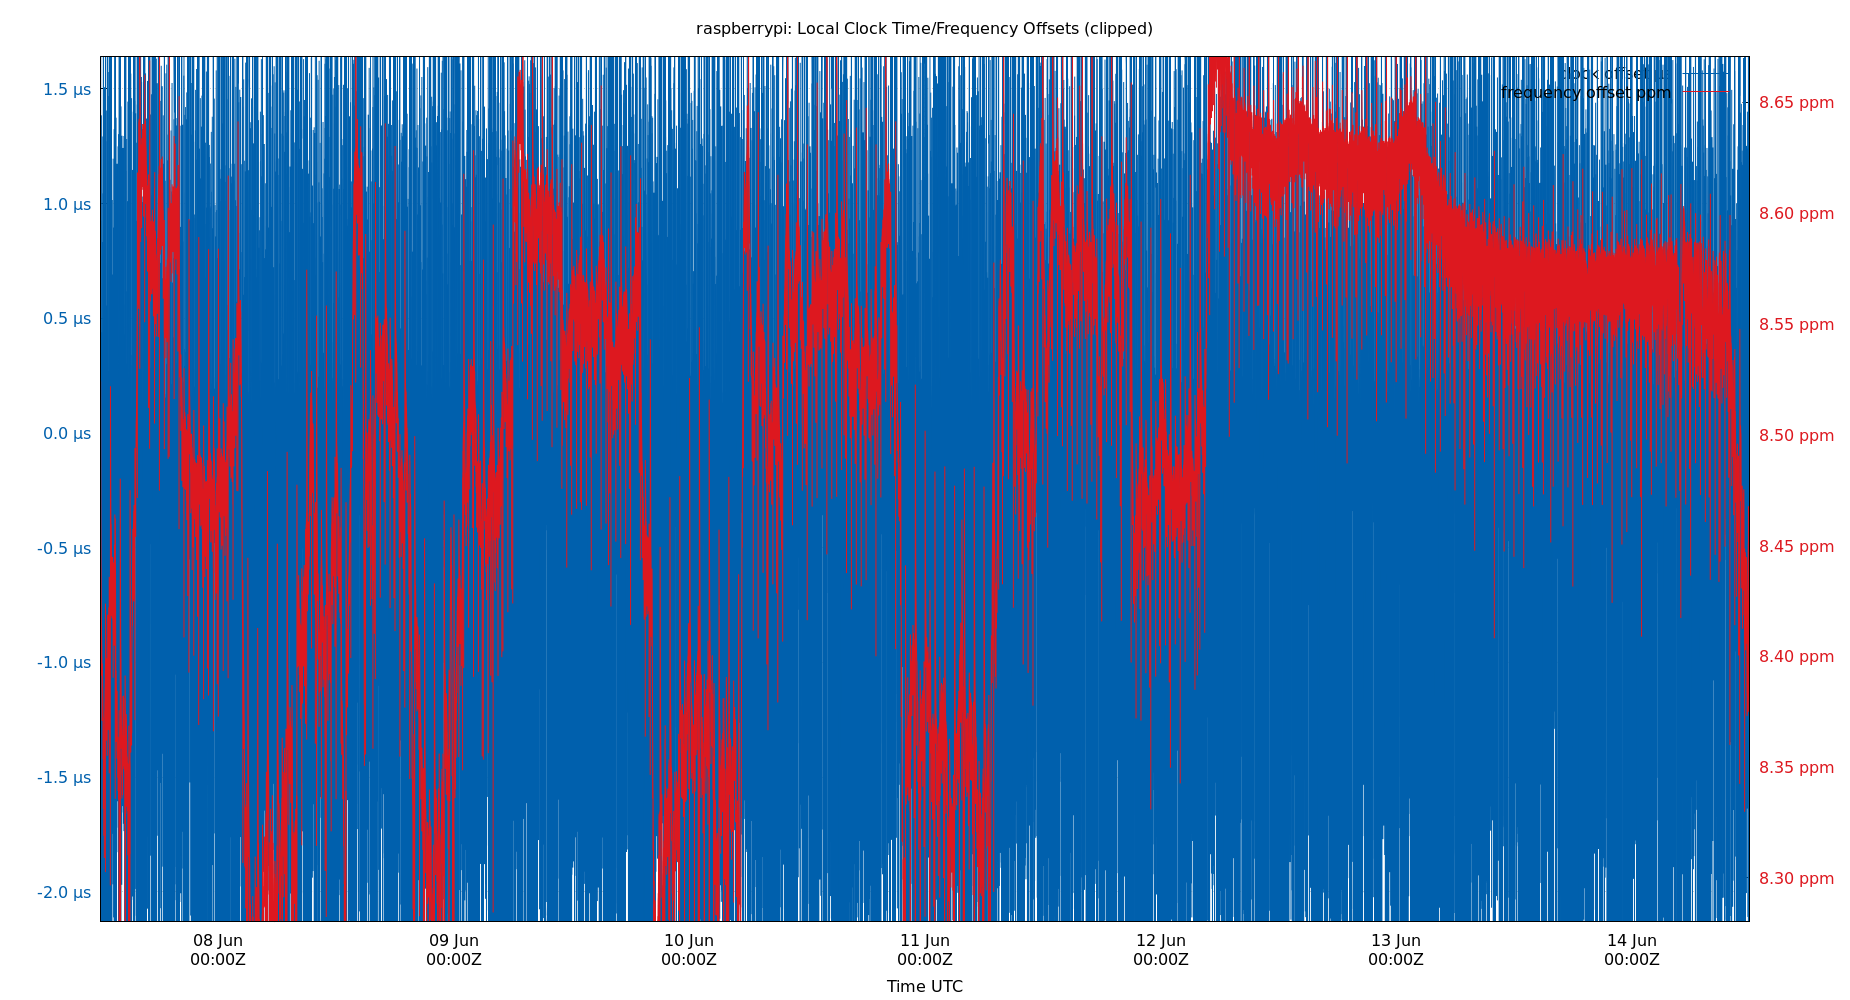 raspberrypi: Local Clock Time/Frequency Offsets (clipped)
clock offset µs
frequency offset ppm
1.5 µs
1.0 µs
0.5 µs
0.0 µs
-0.5 µs
-1.0 µs
-1.5 µs
-2.0 µs
8.65 ppm
8.60 ppm
8.55 ppm
8.50 ppm
8.45 ppm
8.40 ppm
8.35 ppm
8.30 ppm
08 Jun 09 Jun 10 Jun 11 Jun 12 Jun 13 Jun 14 Jun
00:00Z 00:00Z 00:00Z 00:00Z 00:00Z 00:00Z 00:00Z
Time UTC